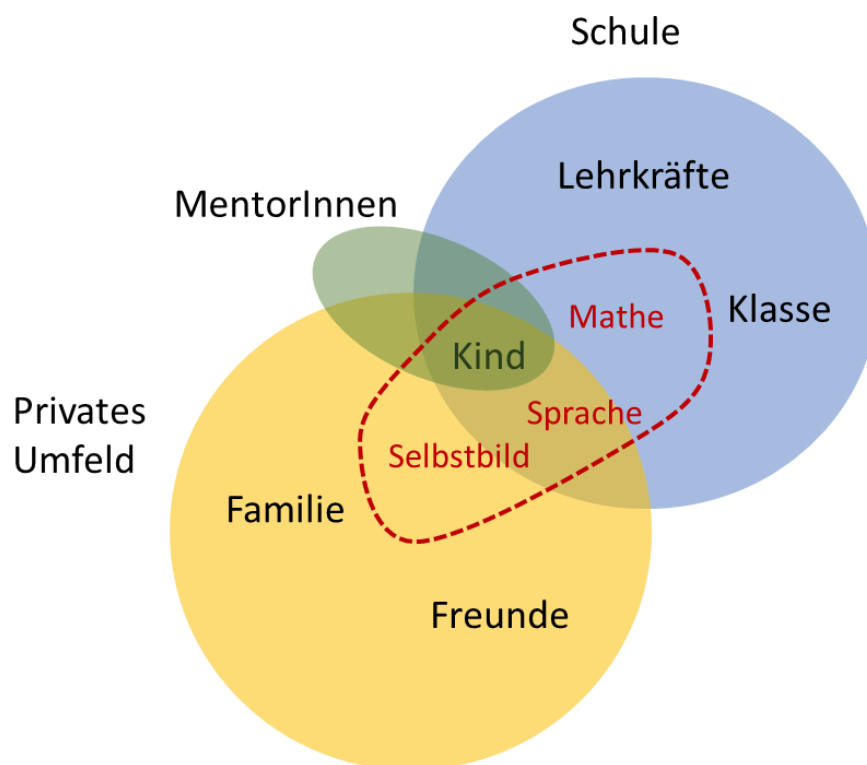 Schule
Lehrkräfte
MentorInnen
Mathe
Klasse
Kind
Privates
Umfeld
Sprache
Selbstbild
Familie
Freunde